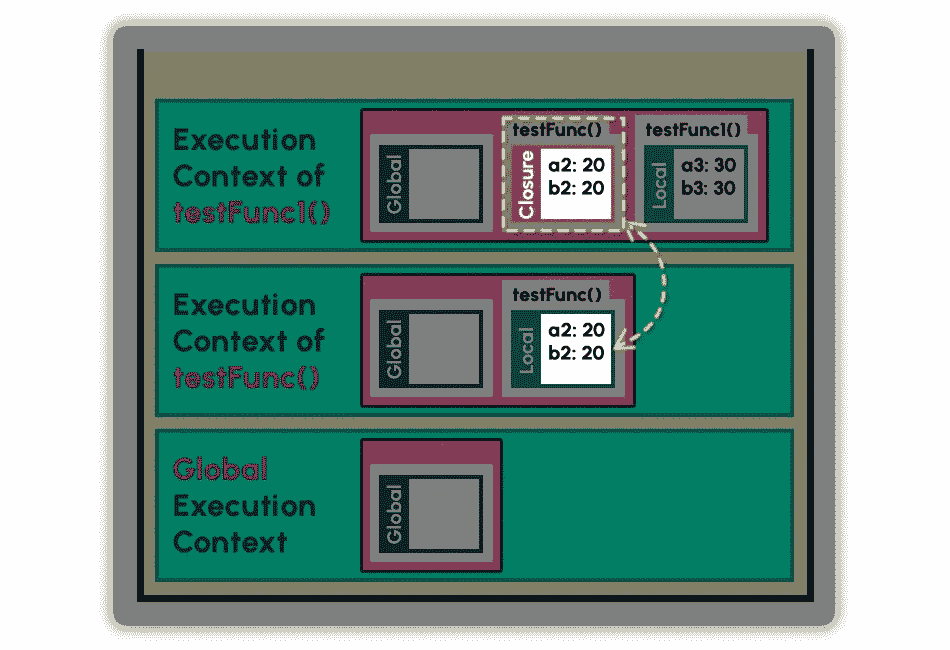 Execution
Context of
testFunc1()
Global
testFunc()
Closure
a2: 20
b2: 20
testFunc1()
Local
a3: 30
b3: 30
Execution
Context of
testFunc()
Global
testFunc()
Local
a2: 20
b2: 20
Global
Execution
Context
Global